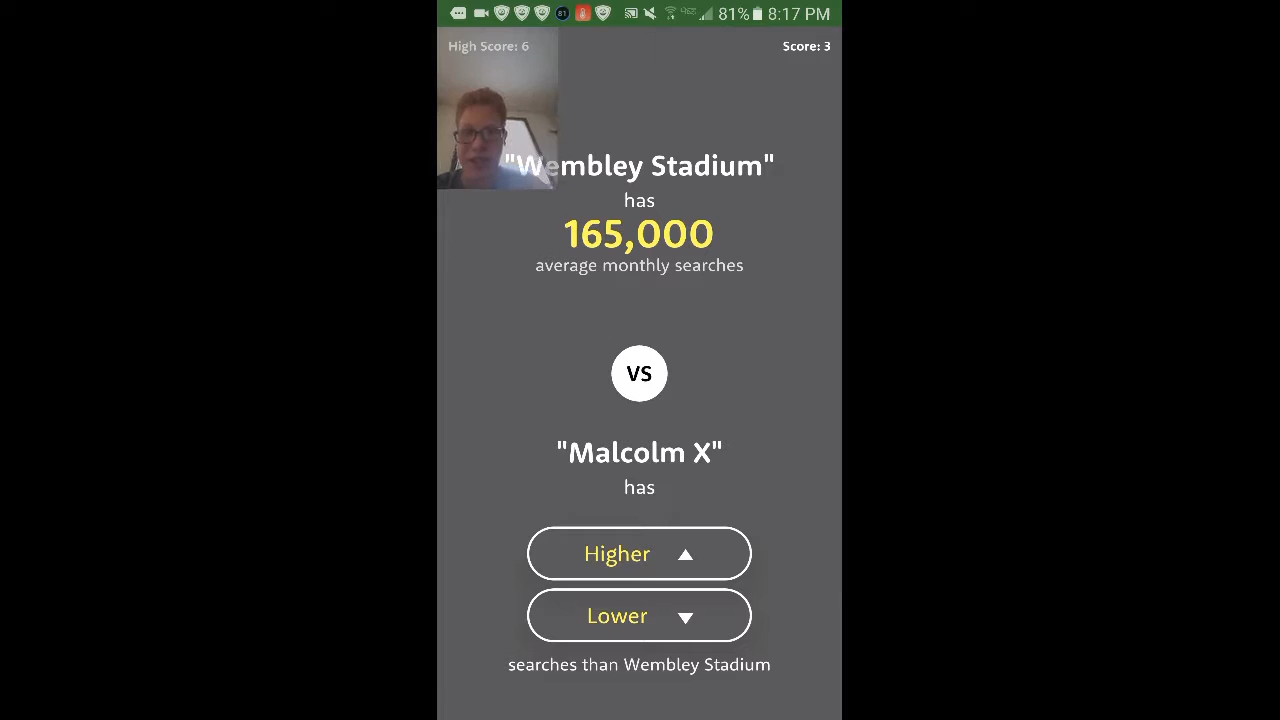 81 81% 8:17 PM
High Score: 6 Score: 3
"Wembley Stadium"
has
165,000
average monthly searches
VS
"Malcolm X"
has
Higher
Lower
searches than Wembley Stadium